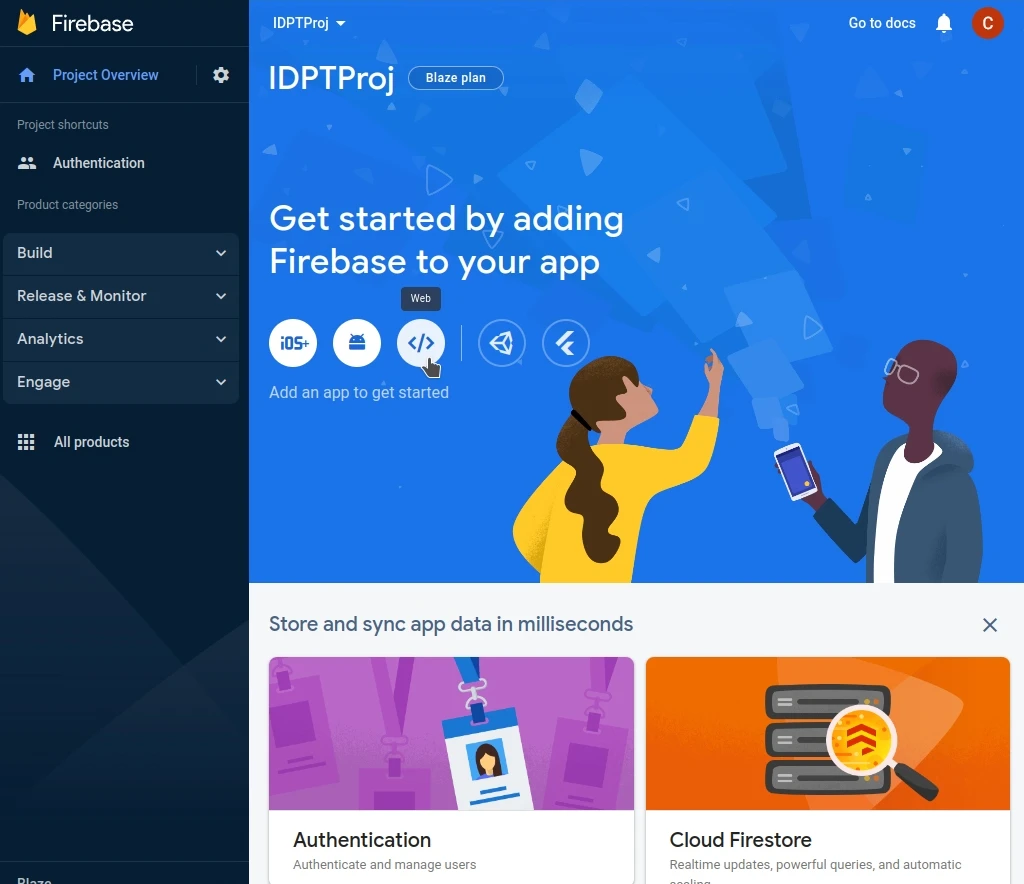 Firebase
IDPTProj
Go to docs
C
Project Overview
IDPTProj
Blaze plan
Project shortcuts
Authentication
Product categories
Build
Release & Monitor
Analytics
Engage
All products
Get started by adding
Firebase to your app
Web
iOS+
</>
Add an app to get started
Store and sync app data in milliseconds
Authentication
Authenticate and manage users
Cloud Firestore
Realtime updates, powerful queries, and automatic
scaling
Blaze